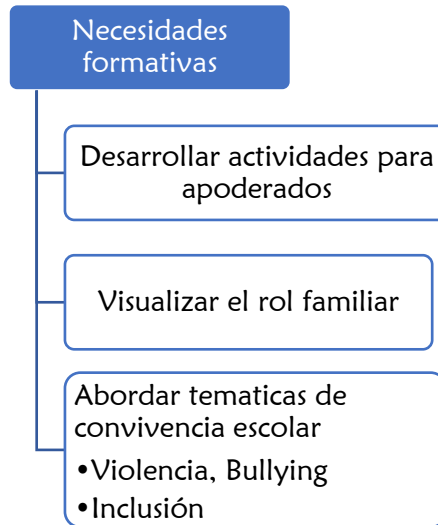 Necesidades
formativas
Desarrollar actividades para
apoderados
Visualizar el rol familiar
Abordar tematicas de
convivencia escolar
•Violencia, Bullying
•Inclusión